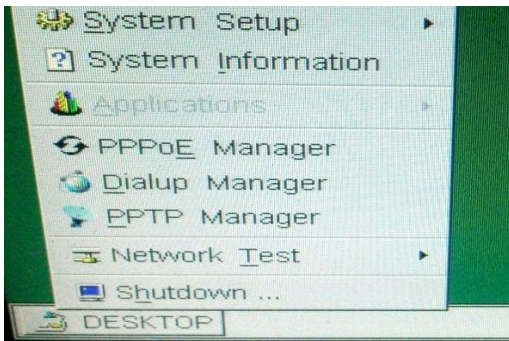 System Setup
System Information
Applications
PPPoE Manager
Dialup Manager
PPTP Manager
Network Test
Shutdown ...
DESKTOP